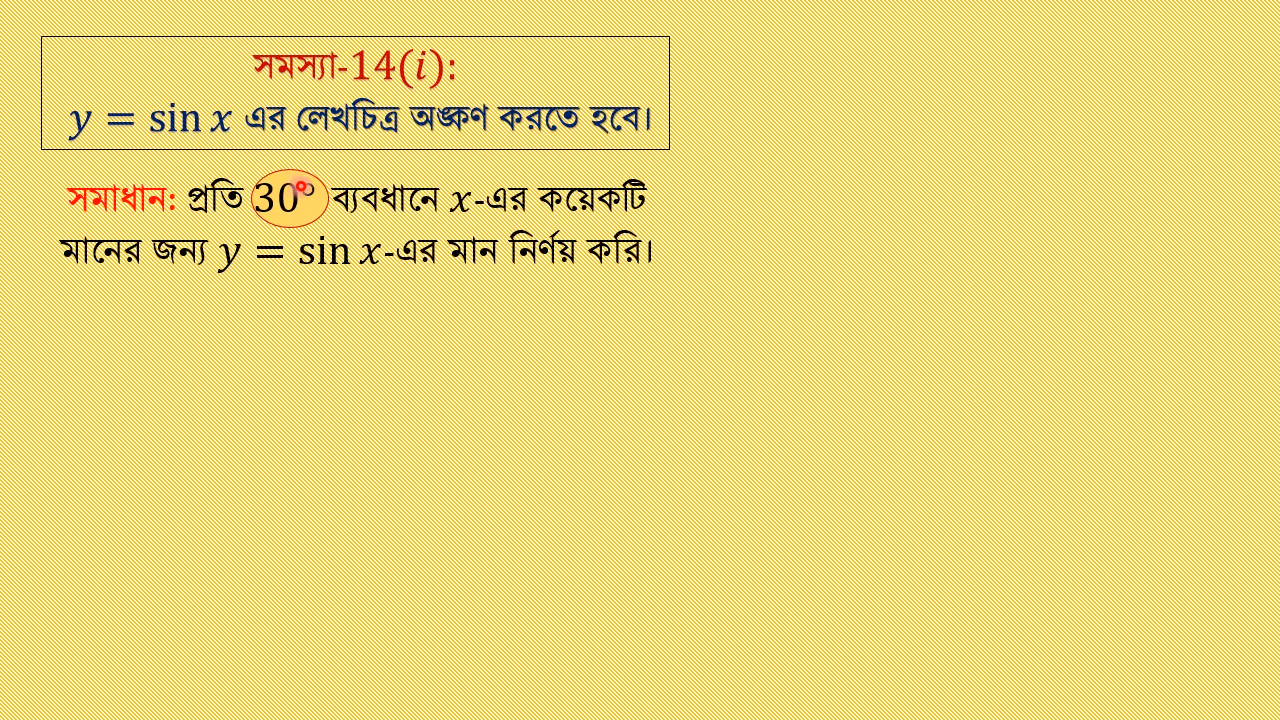 সমস্যা-14(i):
y = sin x এর লেখচিত্র অঙ্কণ করতে হবে।
সমাধান: প্রতি 30° ব্যবধানে x-এর কয়েকটি
মানের জন্য y = sin x-এর মান নির্ণয় করি।